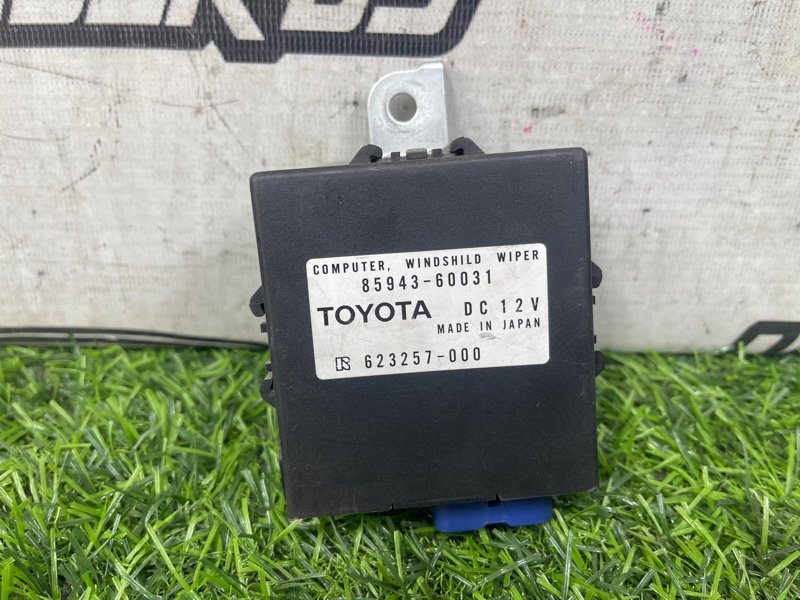 COMPUTER, WINDSHILD WIPER
85943-60031
TOYOTA DC 12V
MADE IN JAPAN
R 623257-000